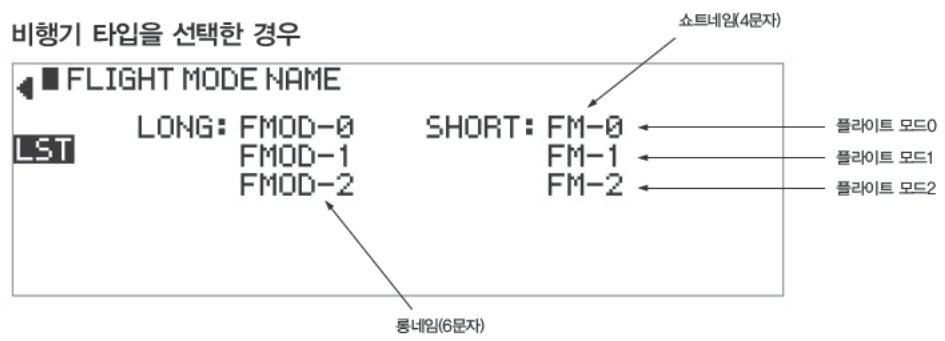 쇼트네임(4문자)
비행기 타입을 선택한 경우
FLIGHT MODE NAME
LONG: FMOD-0 SHORT: FM-0 플라이트 모드0
LST FMOD-1 FM-1 플라이트 모드1
FMOD-2 FM-2 플라이트 모드2
롱네임(6문자)